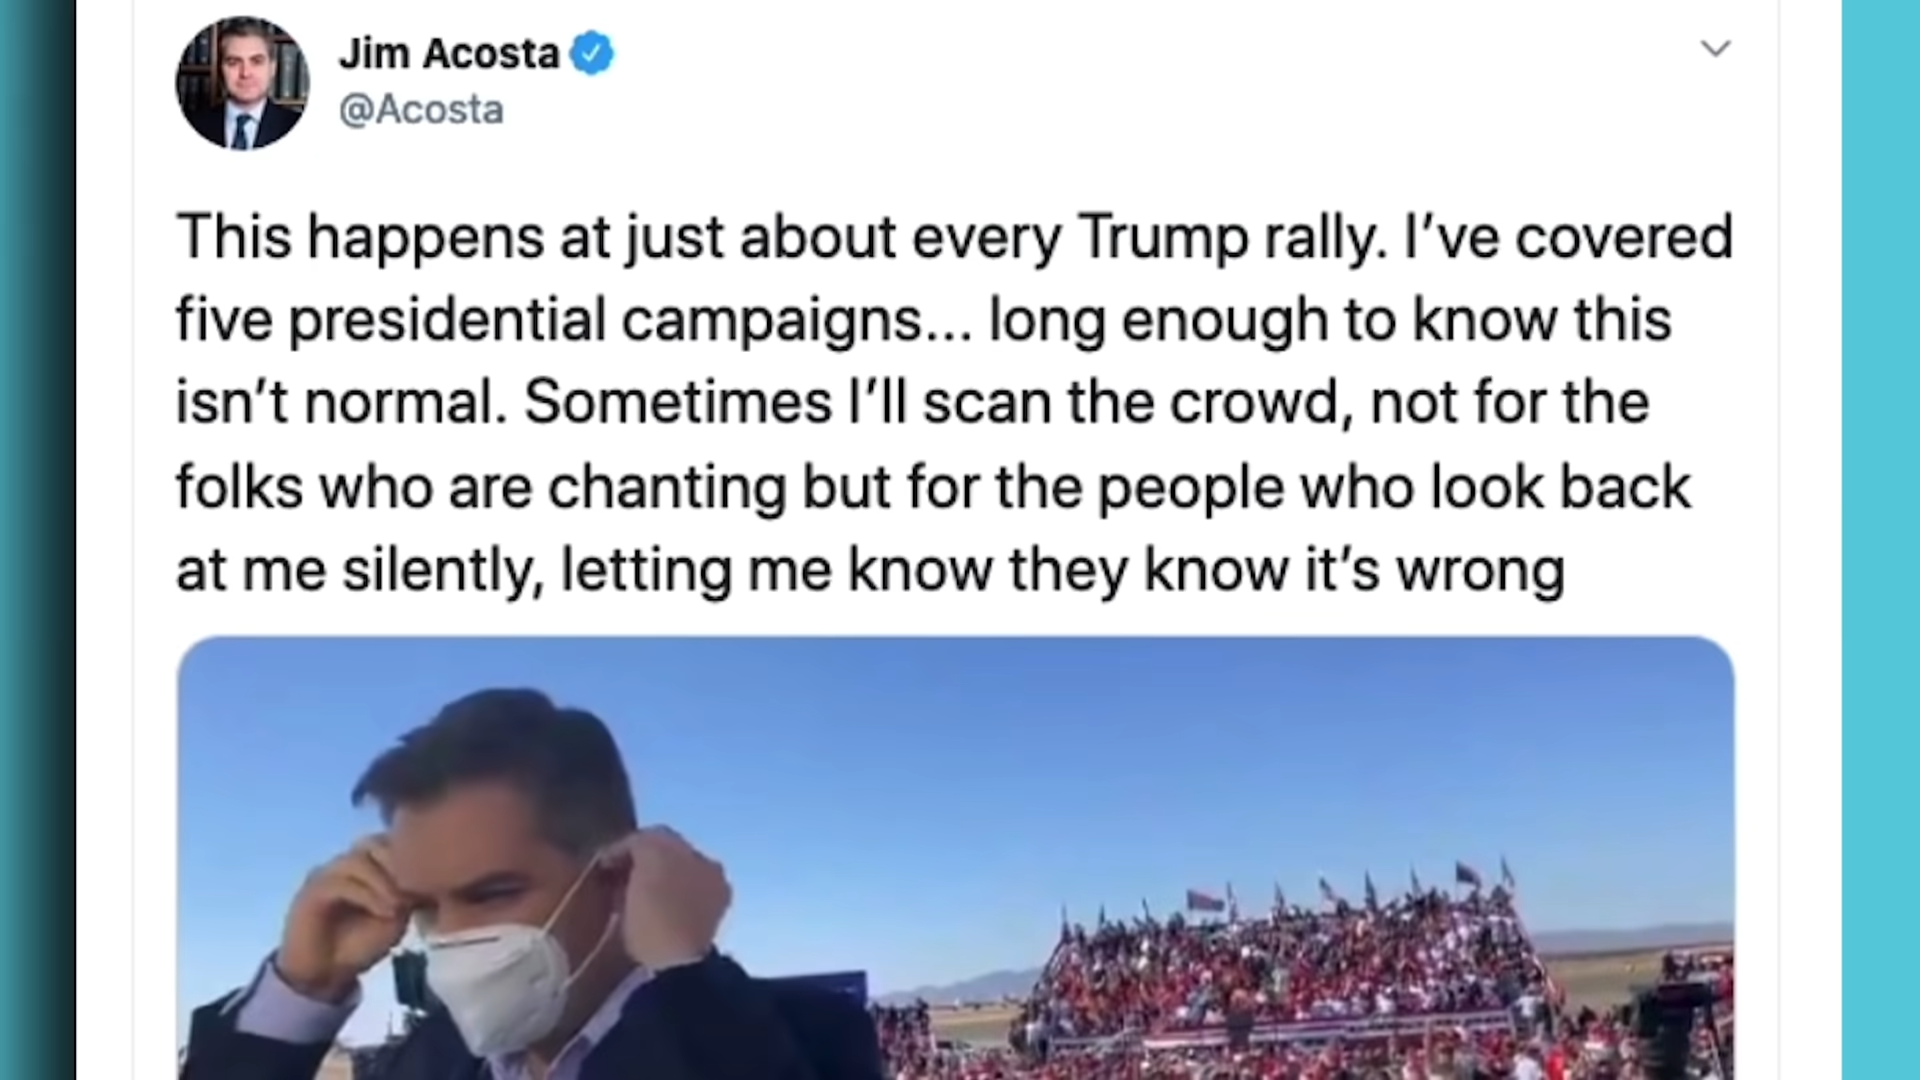 Jim Acosta
@Acosta
This happens at just about every Trump rally. I’ve covered
five presidential campaigns... long enough to know this
isn’t normal. Sometimes I’ll scan the crowd, not for the
folks who are chanting but for the people who look back
at me silently, letting me know they know it’s wrong